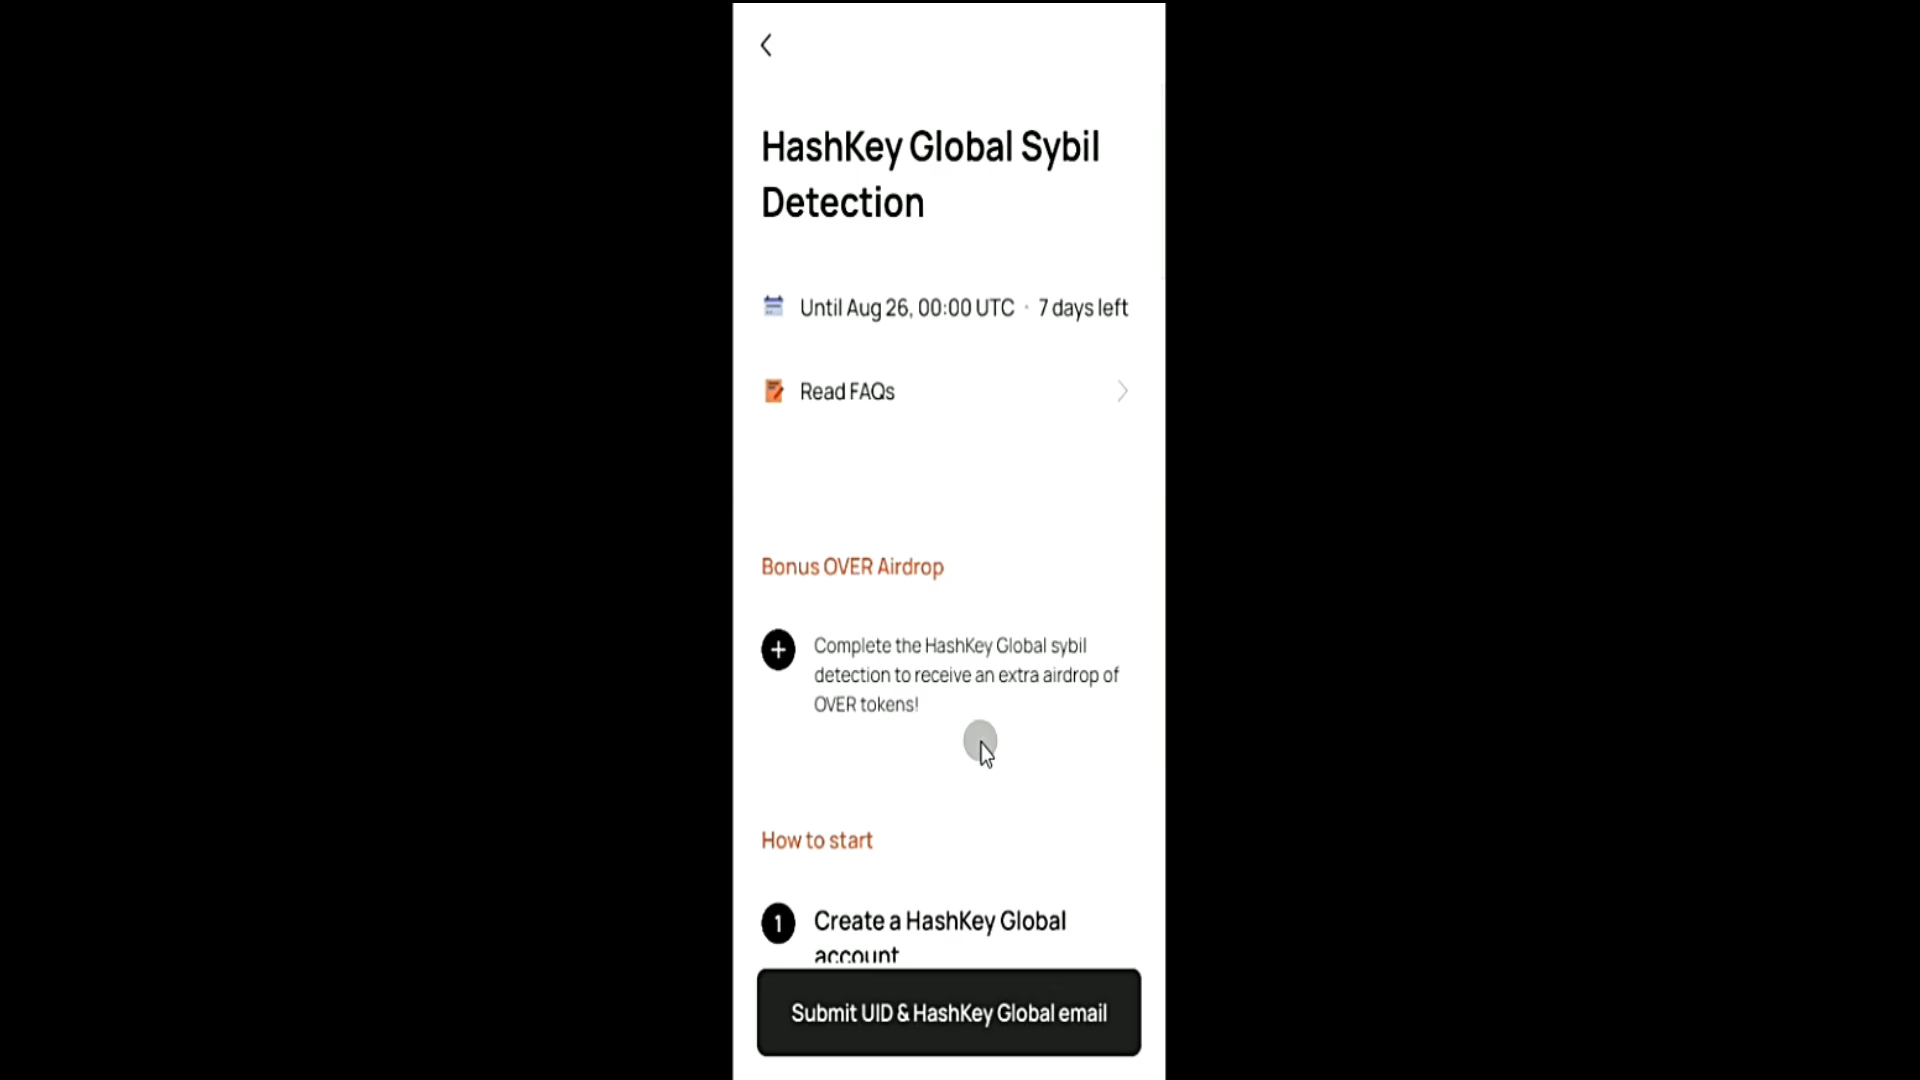 HashKey Global Sybil
Detection
Until Aug 26, 00:00 UTC · 7 days left
Read FAQs
Bonus OVER Airdrop
Complete the HashKey Global sybil
detection to receive an extra airdrop of
OVER tokens!
How to start
1 Create a HashKey Global
account
Submit UID & HashKey Global email